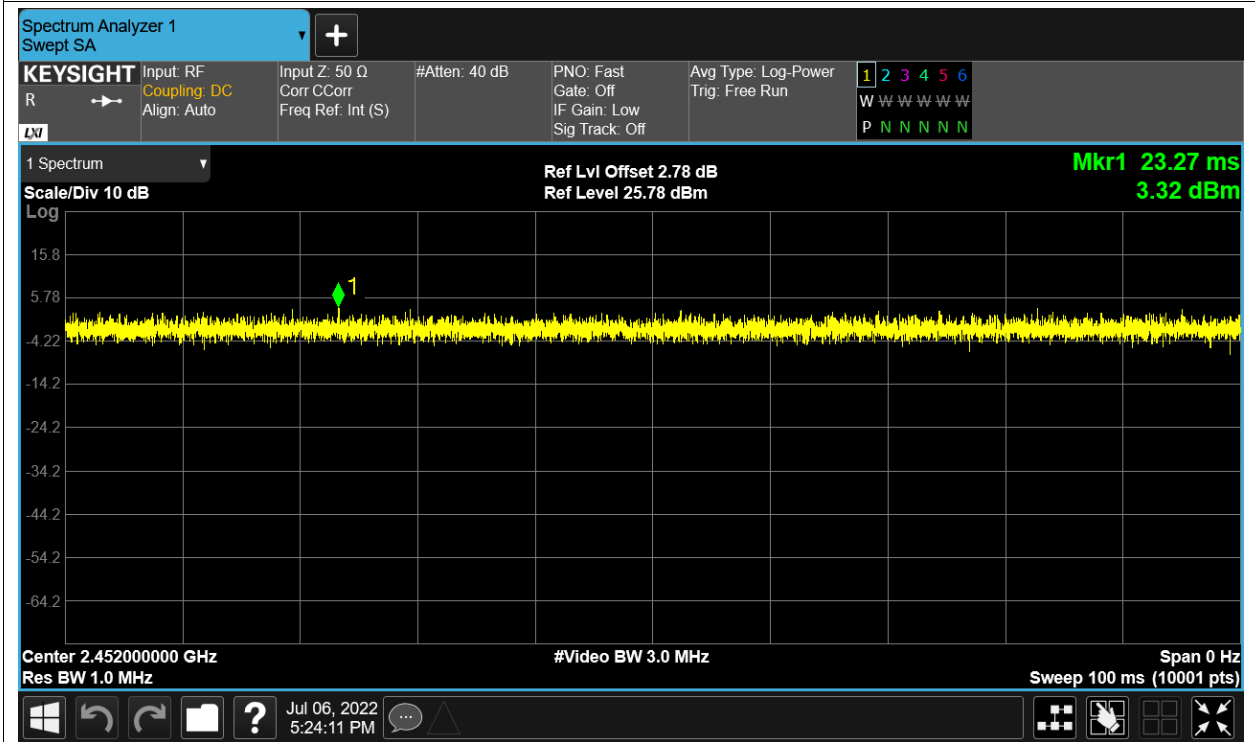 Spectrum Analyzer 1
Swept SA
+
KEYSIGHT
R
LXI
Input: RF
Coupling: DC
Align: Auto
Input Z: 50 Ω
Corr CCorr
Freq Ref: Int (S)
#Atten: 40 dB
PNO: Fast
Gate: Off
IF Gain: Low
Sig Track: Off
Avg Type: Log-Power
Trig: Free Run
1 2 3 4 5 6
W W W W W W
P N N N N N
1 Spectrum
Scale/Div 10 dB
Log
Ref Lvl Offset 2.78 dB
Ref Level 25.78 dBm
Mkr1 23.27 ms
3.32 dBm
1
15.8
5.78
-4.22
-14.2
-24.2
-34.2
-44.2
-54.2
-64.2
Center 2.452000000 GHz
Res BW 1.0 MHz
#Video BW 3.0 MHz
Span 0 Hz
Sweep 100 ms (10001 pts)
?
Jul 06, 2022
5:24:11 PM